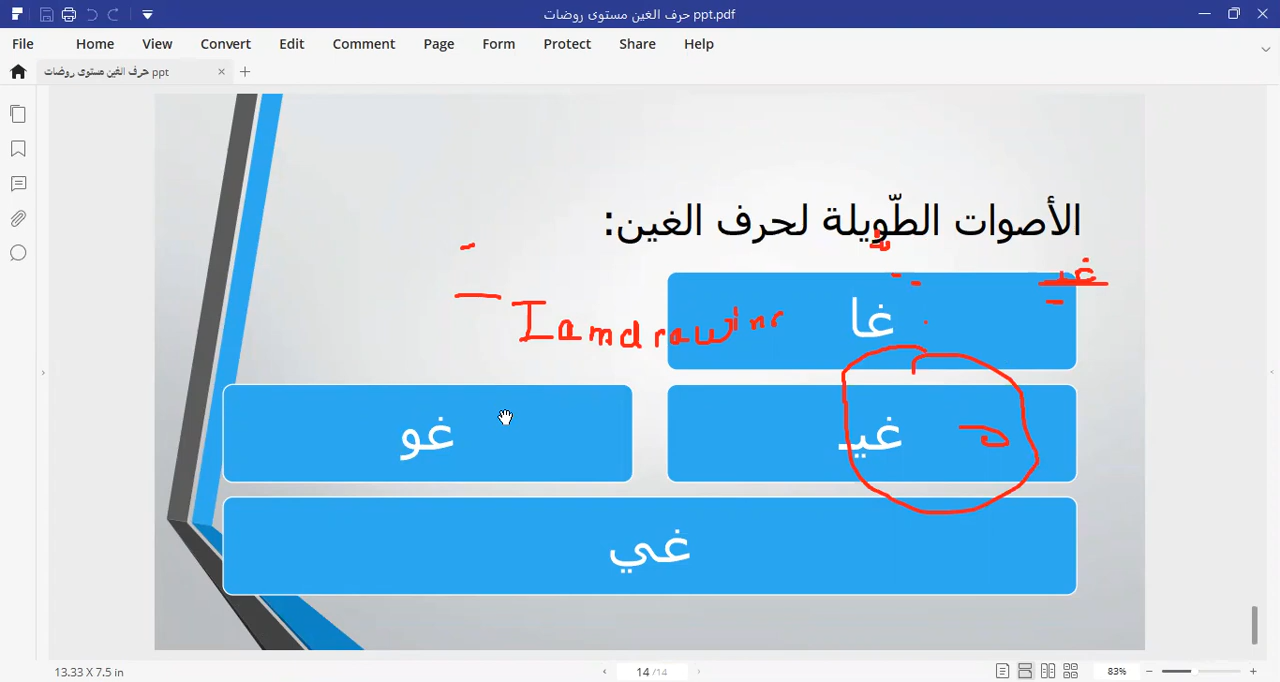 حرف الغين مستوى روضات ppt.pdf
File Home View Convert Edit Comment Page Form Protect Share Help
حرف الغين مستوى روضات ppt
الأصوات الطّويلة لحرف الغين:
غا
I am drawing
غيـ
غو
غي
13.33 X 7.5 in
14 /14
83%